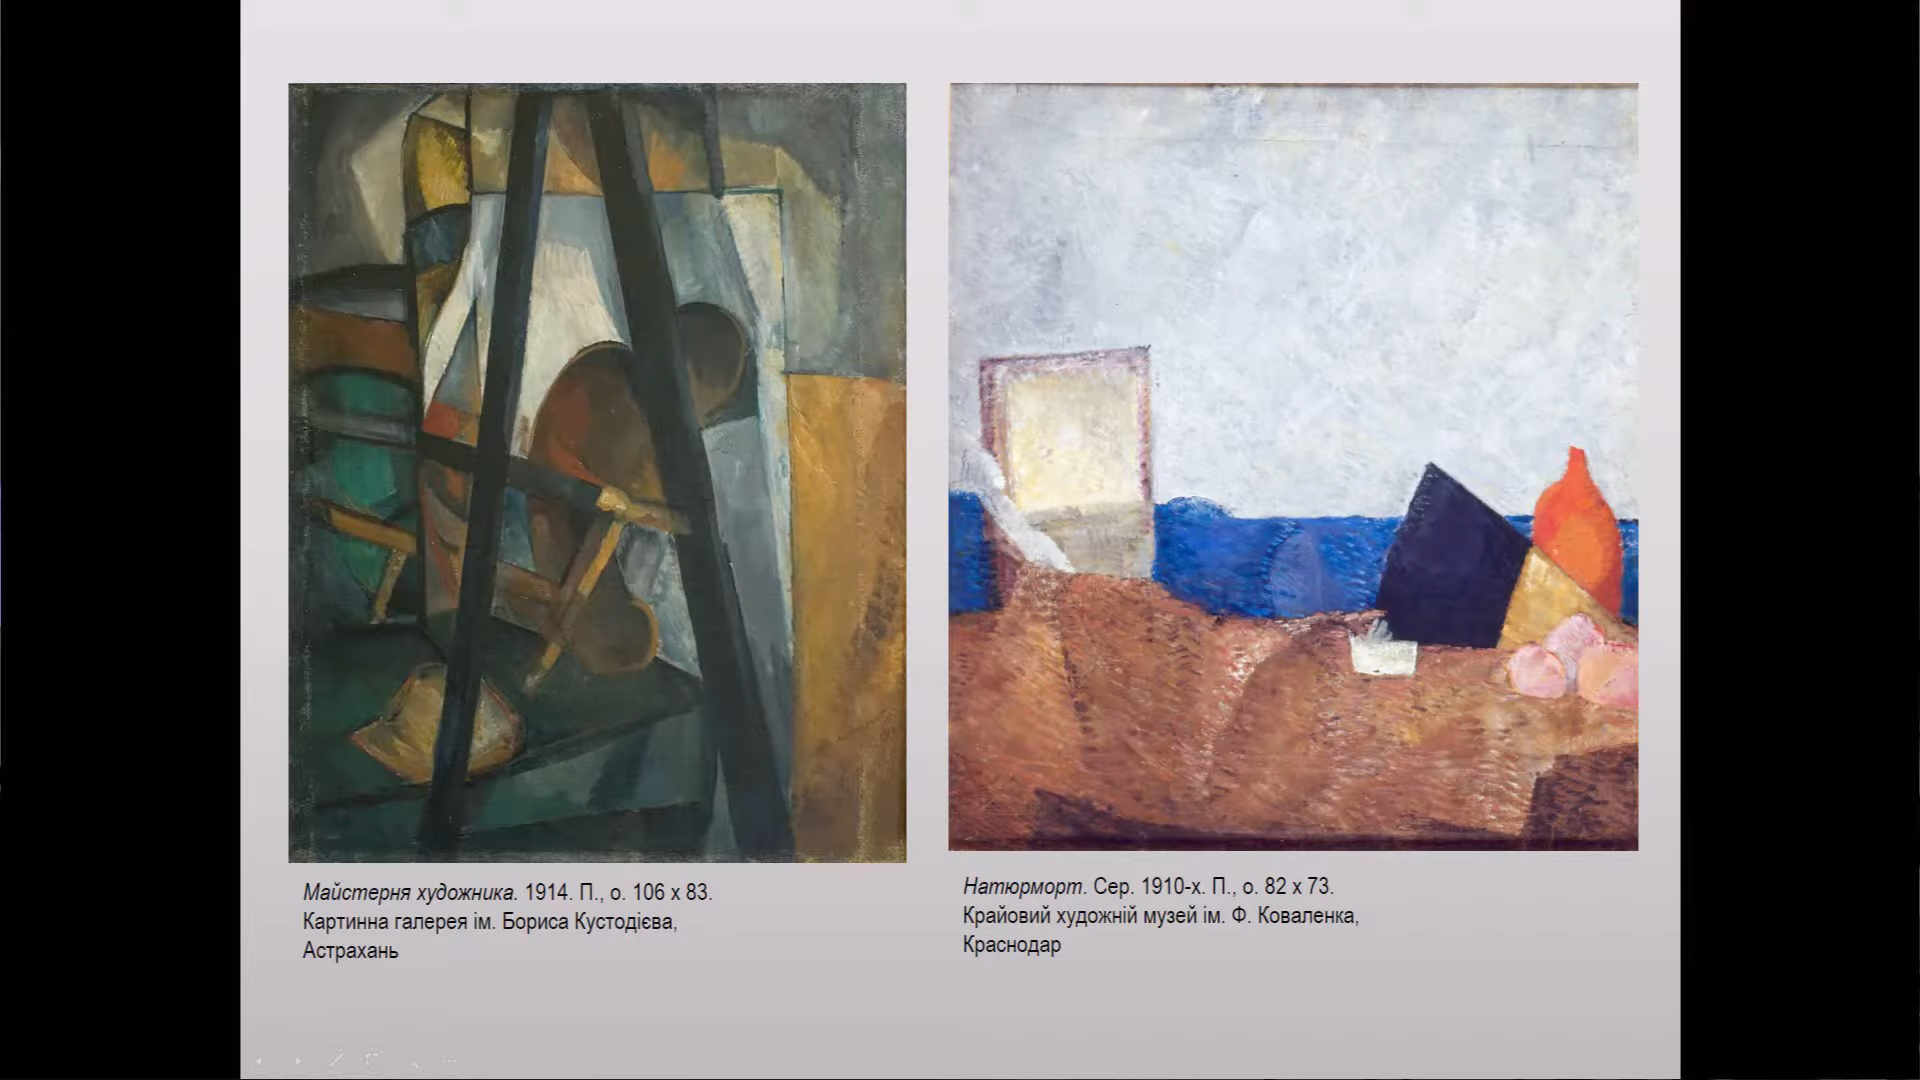 Майстерня художника. 1914. П., о. 106 х 83.
Картинна галерея ім. Бориса Кустодієва,
Астрахань
Натюрморт. Сер. 1910-х. П., о. 82 х 73.
Крайовий художній музей ім. Ф. Коваленка,
Краснодар